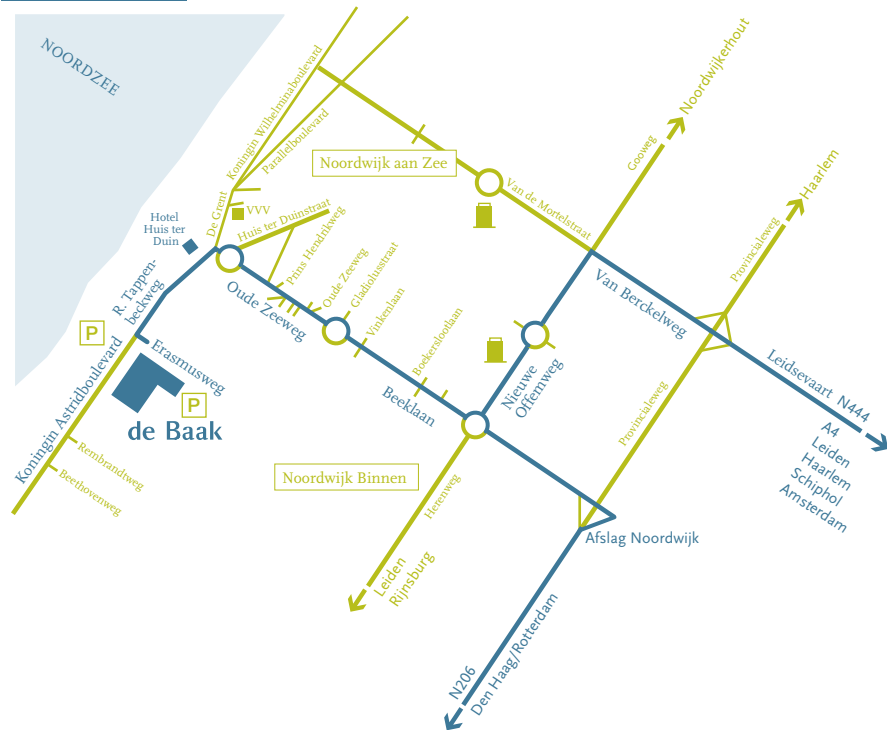 NOORDZEE
Koningin Wilhelminaboulevard
Parallelboulevard
Noordwijkerhout
Gooweg
Noordwijk aan Zee
Van de Mortelstraat
Haarlem
Provincialeweg
De Grent
VVV
Huis ter Duinstraat
Hotel
Huis ter
Duin
Prins Hendrikweg
Oude Zeeweg
Gladiolusstraat
Vinkenlaan
Boekerslootlaan
R. Tappen-
beckweg
Oude Zeeweg
Van Berckelweg
P
Erasmusweg
Koningin Astridboulevard
P
de Baak
Beeklaan
Nieuwe
Offemweg
Provincialeweg
Leidsevaart N444
A4
Leiden
Haarlem
Schiphol
Amsterdam
Rembrandtweg
Beethovenweg
Noordwijk Binnen
Herenweg
Leiden
Rijnsburg
Afslag Noordwijk
N206
Den Haag/Rotterdam